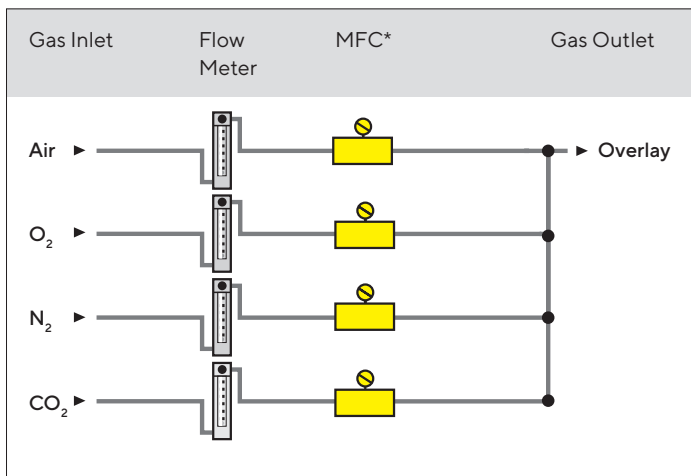 Gas Inlet Flow Meter MFC* Gas Outlet
Air ► ► Overlay
O₂ ►
N₂ ►
CO₂ ►